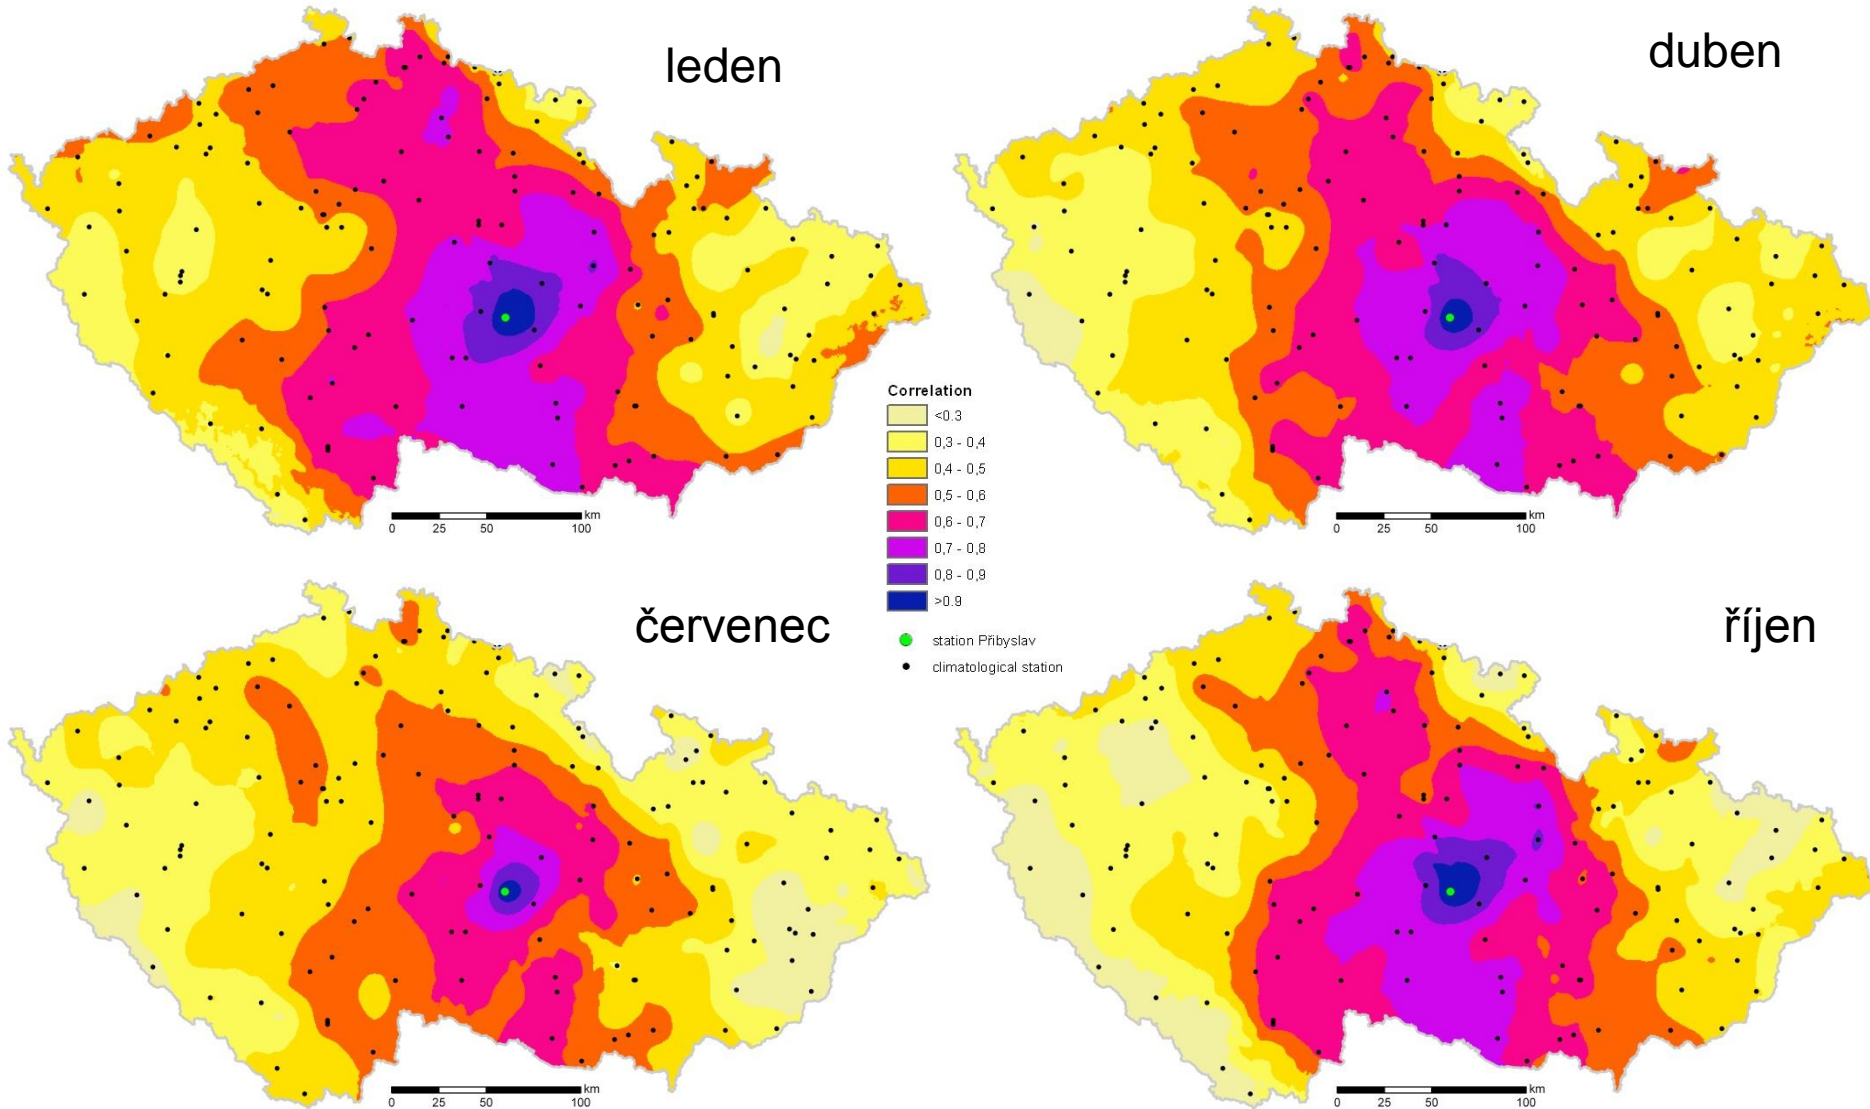 leden
duben
Correlation
<0.3
0,3 - 0,4
0,4 - 0,5
0,5 - 0,6
0,6 - 0,7
0,7 - 0,8
0,8 - 0,9
>0.9
station Přibyslav
climatological station
km
0 25 50 100
km
0 25 50 100
červenec
říjen
km
0 25 50 100
km
0 25 50 100